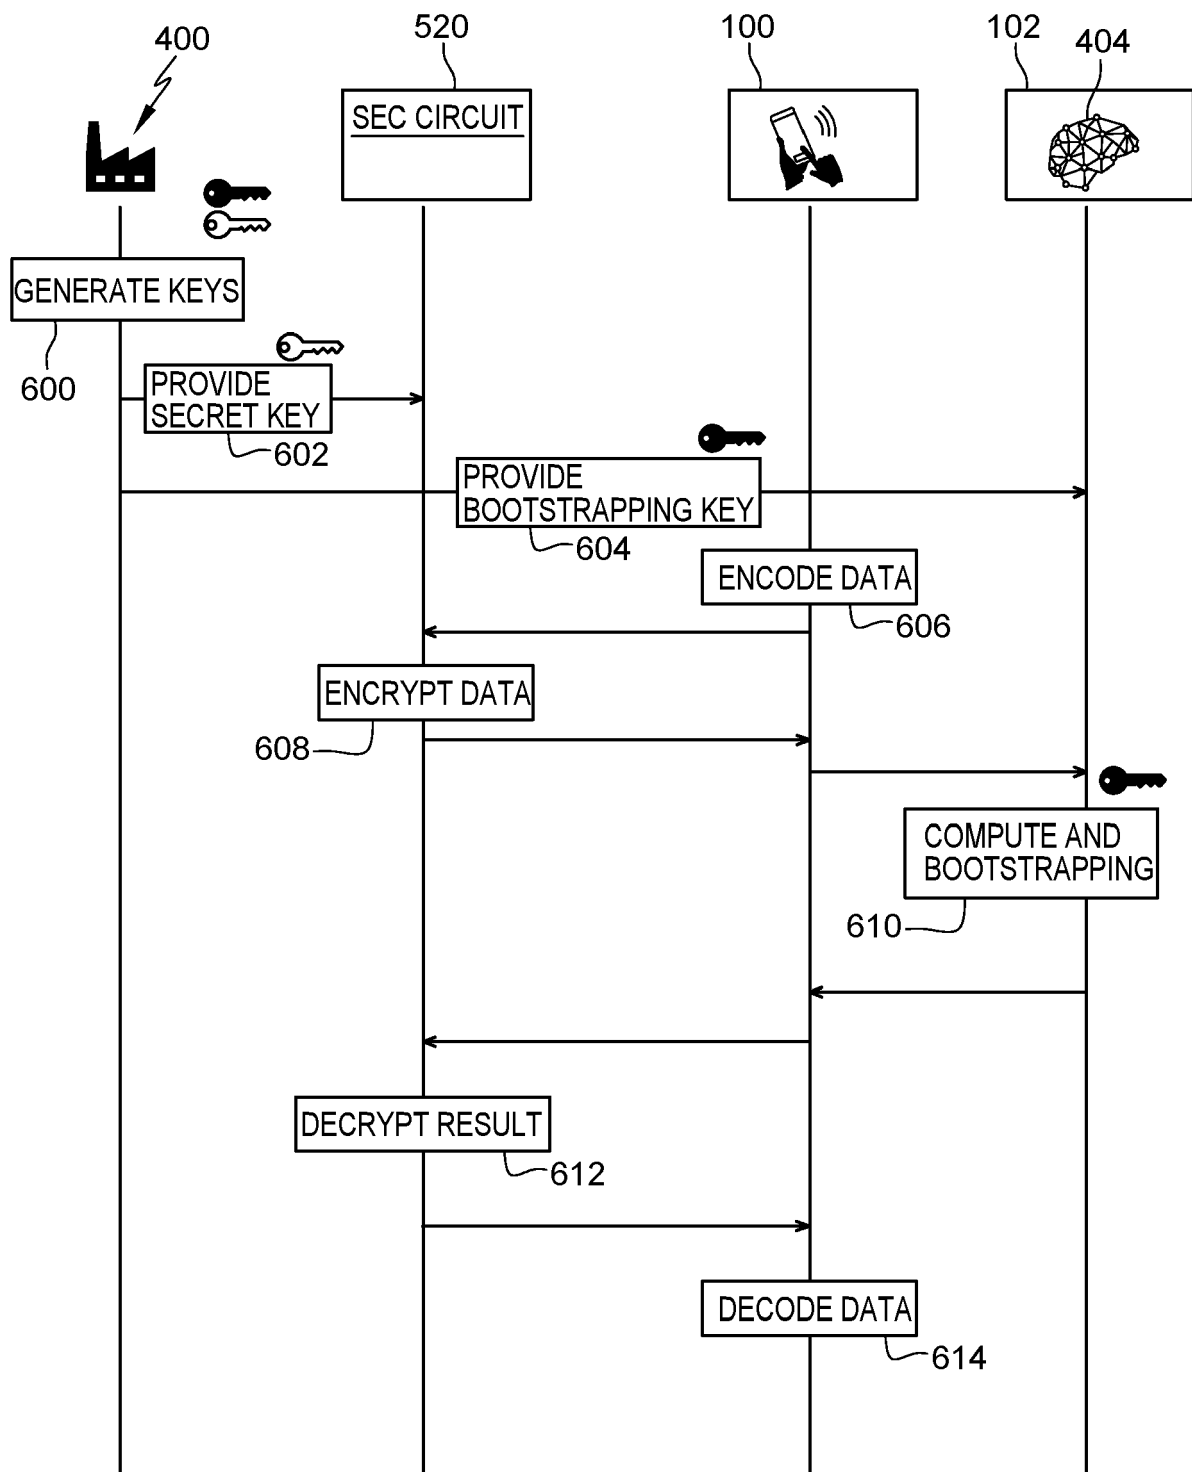 400
520
100
102
404
SEC CIRCUIT
GENERATE KEYS
600
PROVIDE
SECRET KEY
602
PROVIDE
BOOTSTRAPPING KEY
604
ENCODE DATA
606
ENCRYPT DATA
608
COMPUTE AND
BOOTSTRAPPING
610
DECRYPT RESULT
612
DECODE DATA
614